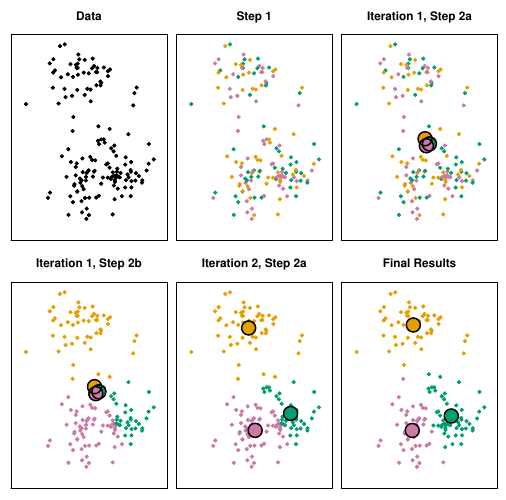 Data
Step 1
Iteration 1, Step 2a
Iteration 1, Step 2b
Iteration 2, Step 2a
Final Results